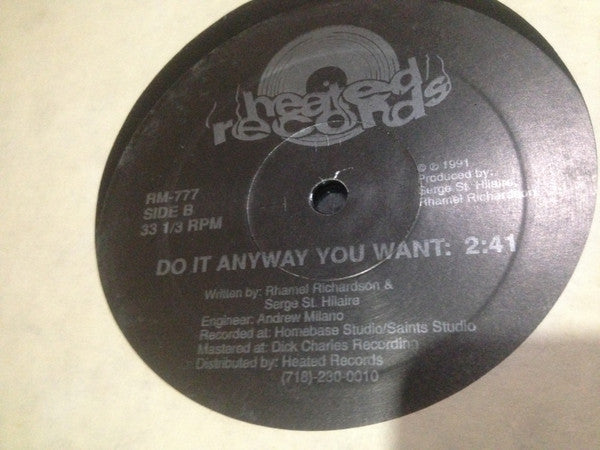 heated
records
RM-777
SIDE B
33 1/3 RPM
© ℗ 1991
Produced by:
Serge St. Hilaire,
Rhamel Richardson
DO IT ANYWAY YOU WANT: 2:41
Written by: Rhamel Richardson &
Serge St. Hilaire
Engineer: Andrew Milano
Recorded at: Homebase Studio/Saints Studio
Mastered at: Dick Charles Recording
Distributed by: Heated Records
(718)-230-0010